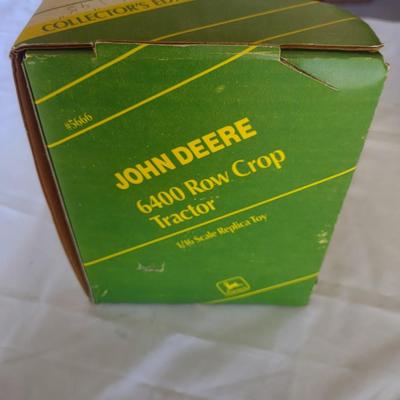 COLLECTOR'S EDI
#5666
JOHN DEERE
6400 Row Crop
Tractor
1/16 Scale Replica Toy